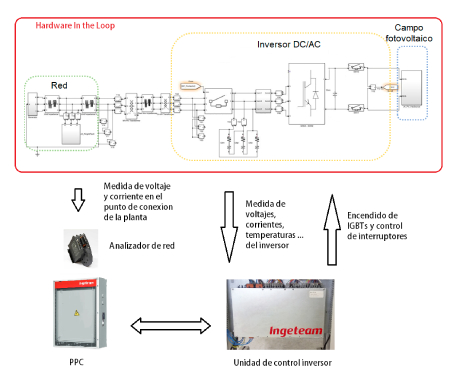 Hardware In the Loop
Campo
fotovoltaico
Inversor DC/AC
Red
Medida de voltaje
y corriente en el
punto de conexion
de la planta
Medida de
voltajes,
corrientes,
temperaturas ...
del inversor
Encendido de
IGBTs y control
de interruptores
Analizador de red
Ingeteam
Ingeteam
PPC
Unidad de control inversor